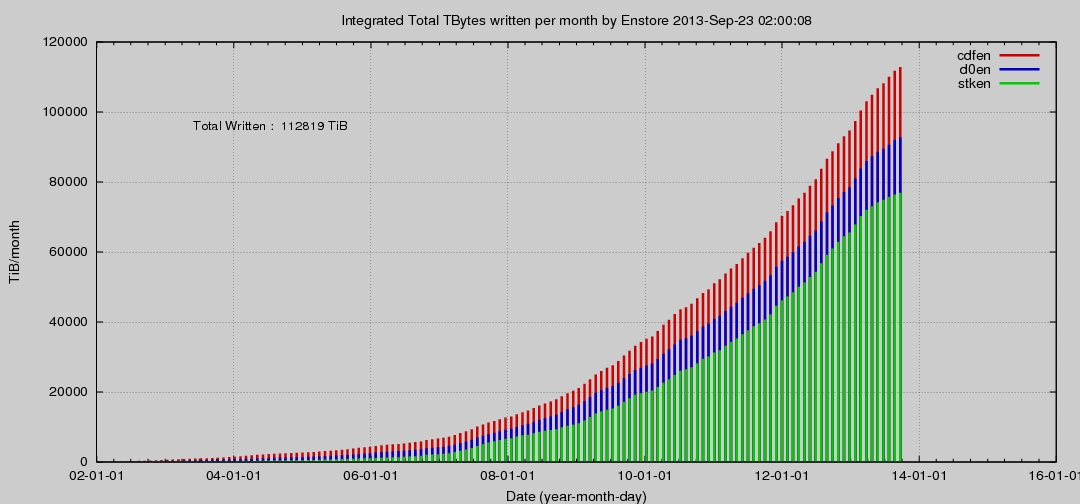 Integrated Total TBytes written per month by Enstore 2013-Sep-23 02:00:08
120000
100000
80000
60000
40000
20000
0
TiB/month
Total Written : 112819 TiB
cdfen
d0en
stken
02-01-01
04-01-01
06-01-01
08-01-01
10-01-01
12-01-01
14-01-01
16-01-01
Date (year-month-day)